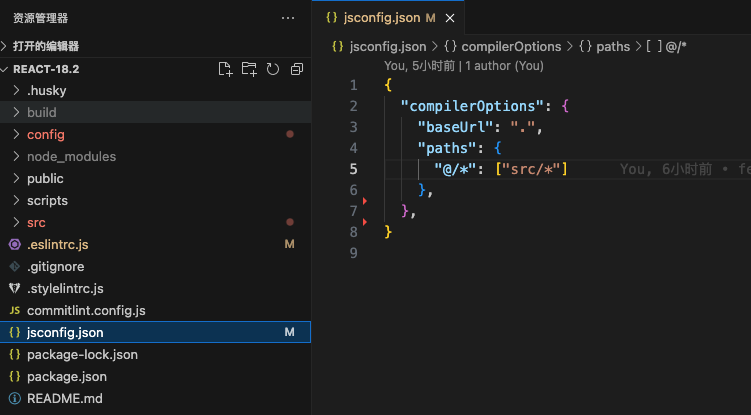 资源管理器
打开的编辑器
REACT-18.2
.husky
build
config
node_modules
public
scripts
src
.eslintrc.js M
.gitignore
.stylelintrc.js
JS commitlint.config.js
{} jsconfig.json M
{} package-lock.json
{} package.json
README.md
{} jsconfig.json M ×
{} jsconfig.json > {} compilerOptions > {} paths > [ ] @/*
You, 5小时前 | 1 author (You)
1 {
2 "compilerOptions": {
3 "baseUrl": ".",
4 "paths": {
5 "@/*": ["src/*"] You, 6小时前 • fe
6 },
7 },
8 }
9